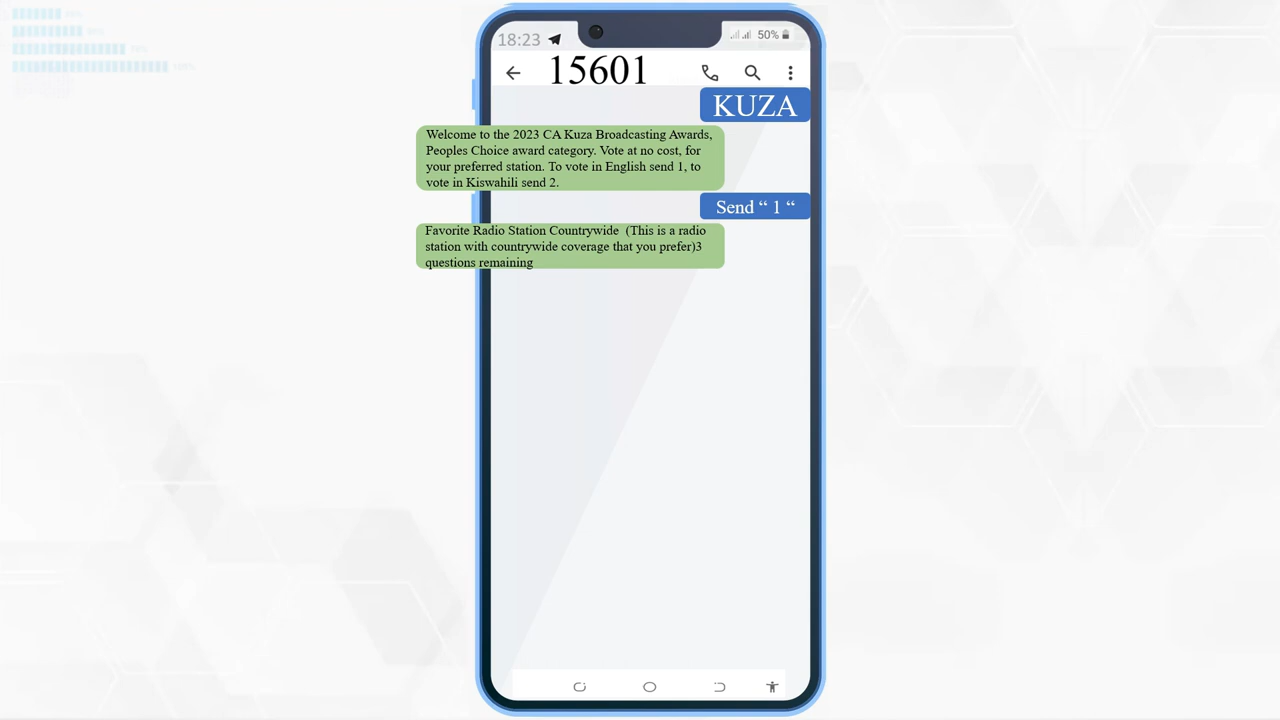 18:23
50%
15601
KUZA
Welcome to the 2023 CA Kuza Broadcasting Awards,
Peoples Choice award category. Vote at no cost, for
your preferred station. To vote in English send 1, to
vote in Kiswahili send 2.
Send “ 1 “
Favorite Radio Station Countrywide (This is a radio
station with countrywide coverage that you prefer)3
questions remaining